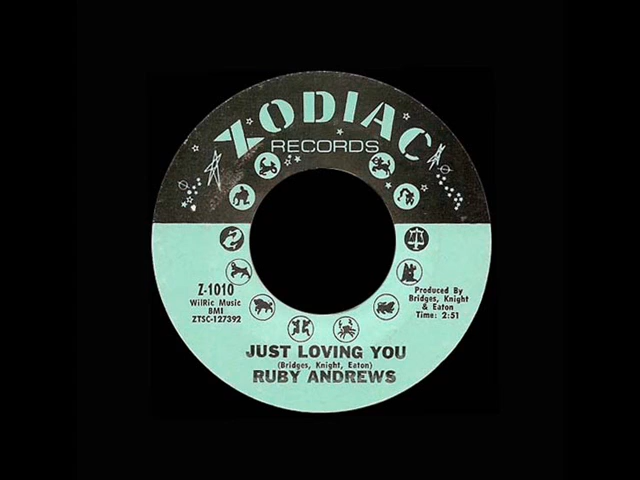 ZODIAC
RECORDS
Z-1010
WilRic Music
BMI
ZTSC-127392
Produced By
Bridges, Knight
& Eaton
Time: 2:51
JUST LOVING YOU
(Bridges, Knight, Eaton)
RUBY ANDREWS